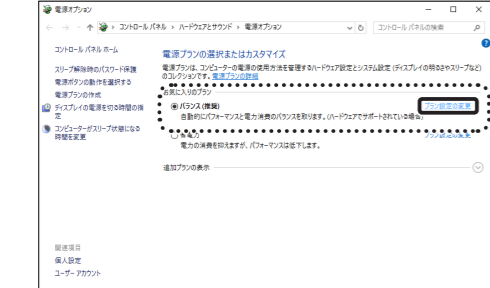 電源オプション
コントロール パネル › ハードウェアとサウンド › 電源オプション
コントロール パネルの検索
コントロール パネル ホーム
スリープ解除時のパスワード保護
電源ボタンの動作を選択する
電源プランの作成
ディスプレイの電源を切る時間の指定
コンピューターがスリープ状態になる時間を変更
電源プランの選択またはカスタマイズ
電源プランは、コンピューターの電源の使用方法を管理するハードウェア設定とシステム設定 (ディスプレイの明るさやスリープなど)
のコレクションです。電源プランの詳細
お気に入りのプラン
バランス (推奨)
プラン設定の変更
自動的にパフォーマンスと電力消費のバランスを取ります。(ハードウェアでサポートされている場合)
省電力
プラン設定の変更
電力の消費を抑えますが、パフォーマンスは低下します。
追加プランの表示
関連項目
個人設定
ユーザー アカウント